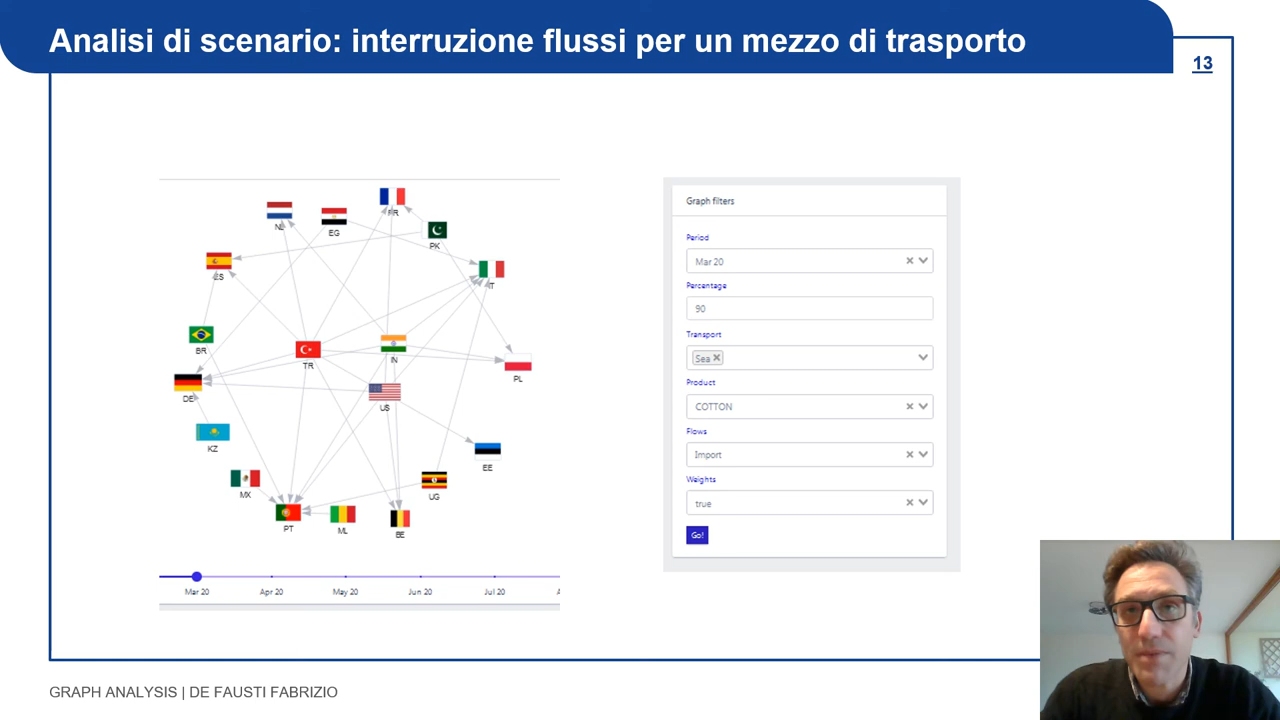 Analisi di scenario: interruzione flussi per un mezzo di trasporto
13
FR
NL
EG
PK
ES
IT
BR
TR
IN
PL
DE
US
KZ
EE
MX
UG
PT
ML
BE
Mar 20
Apr 20
May 20
Jun 20
Jul 20
A
Graph filters
Period
Mar 20
Percentage
90
Transport
Sea
Product
COTTON
Flows
Import
Weights
true
Go!
GRAPH ANALYSIS | DE FAUSTI FABRIZIO